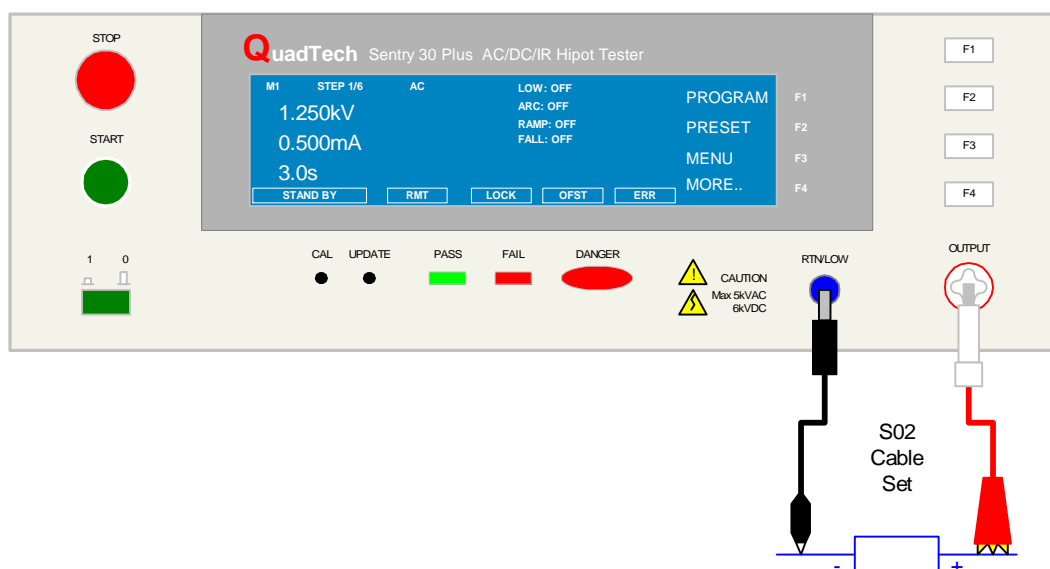 STOP
START
1 0
QuadTech Sentry 30 Plus AC/DC/IR Hipot Tester
M1 STEP 1/6 AC
1.250kV
0.500mA
3.0s
LOW: OFF
ARC: OFF
RAMP: OFF
FALL: OFF
PROGRAM F1
PRESET F2
MENU F3
MORE.. F4
STAND BY RMT LOCK OFST ERR
F1
F2
F3
F4
CAL UPDATE PASS FAIL DANGER
!
CAUTION
Max 5kVAC
6kVDC
RTN/LOW
OUTPUT
S02
Cable
Set
- +